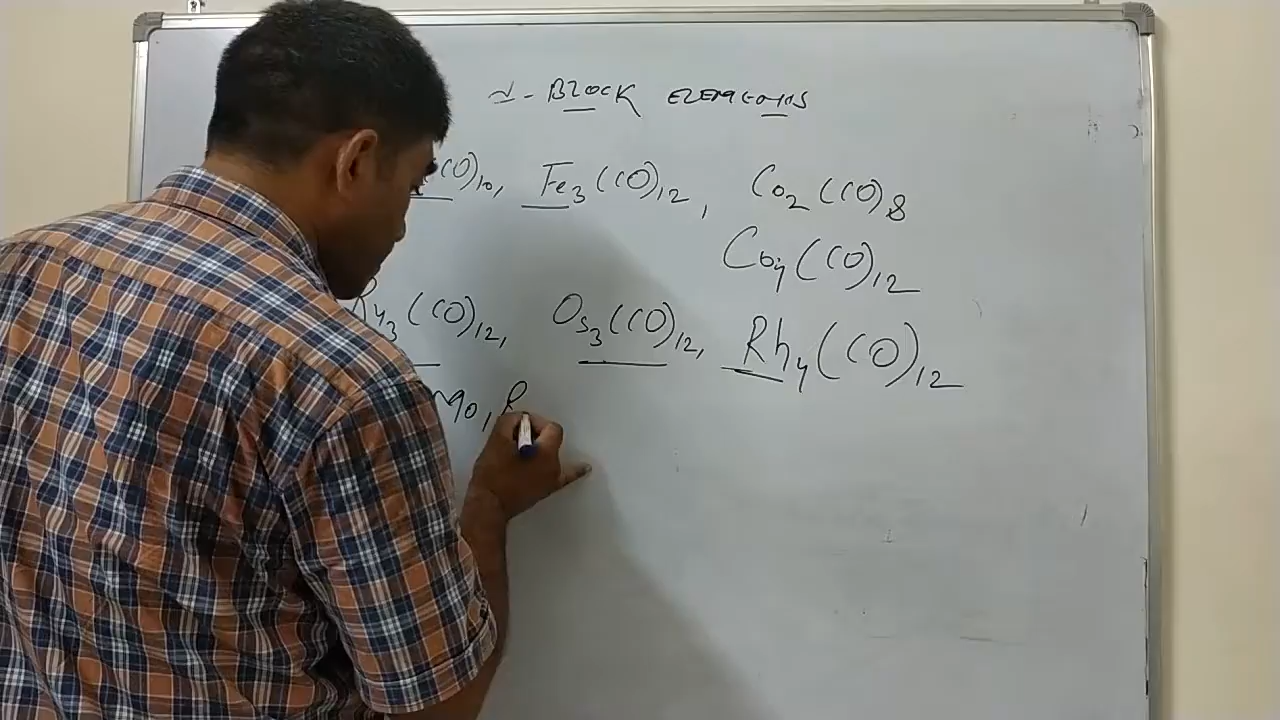 d-BLOCK ELEMENTS
(CO)₁₀, Fe₃(CO)₁₂, Co₂(CO)₈
Co₄(CO)₁₂
Ru₃(CO)₁₂, Os₃(CO)₁₂, Rh₄(CO)₁₂
Mo, R